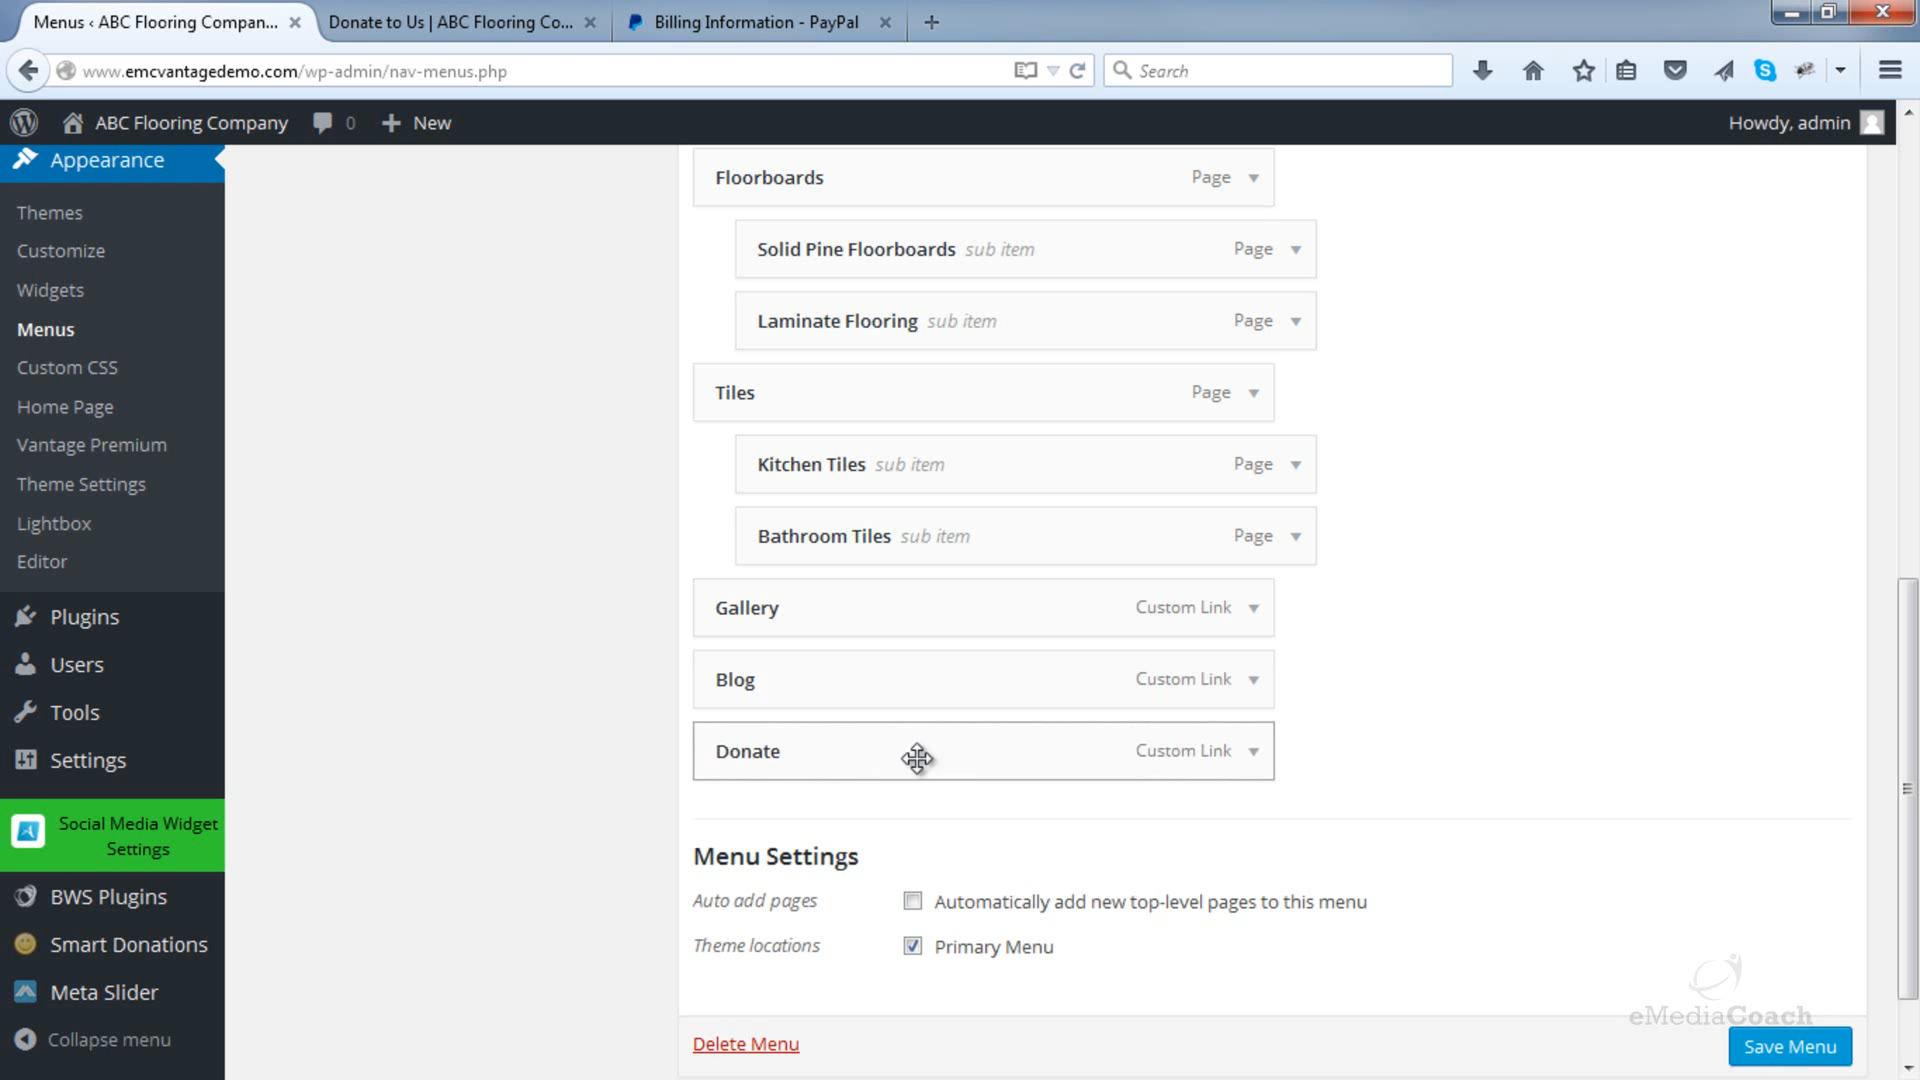 Menus ‹ ABC Flooring Compan...
Donate to Us | ABC Flooring Co...
Billing Information - PayPal
www.emcvantagedemo.com/wp-admin/nav-menus.php
Search
ABC Flooring Company
0
New
Howdy, admin
Appearance
Themes
Customize
Widgets
Menus
Custom CSS
Home Page
Vantage Premium
Theme Settings
Lightbox
Editor
Plugins
Users
Tools
Settings
Social Media Widget
Settings
BWS Plugins
Smart Donations
Meta Slider
Collapse menu
Floorboards Page
Solid Pine Floorboards sub item Page
Laminate Flooring sub item Page
Tiles Page
Kitchen Tiles sub item Page
Bathroom Tiles sub item Page
Gallery Custom Link
Blog Custom Link
Donate Custom Link
Menu Settings
Auto add pages Automatically add new top-level pages to this menu
Theme locations Primary Menu
eMediaCoach
Delete Menu
Save Menu